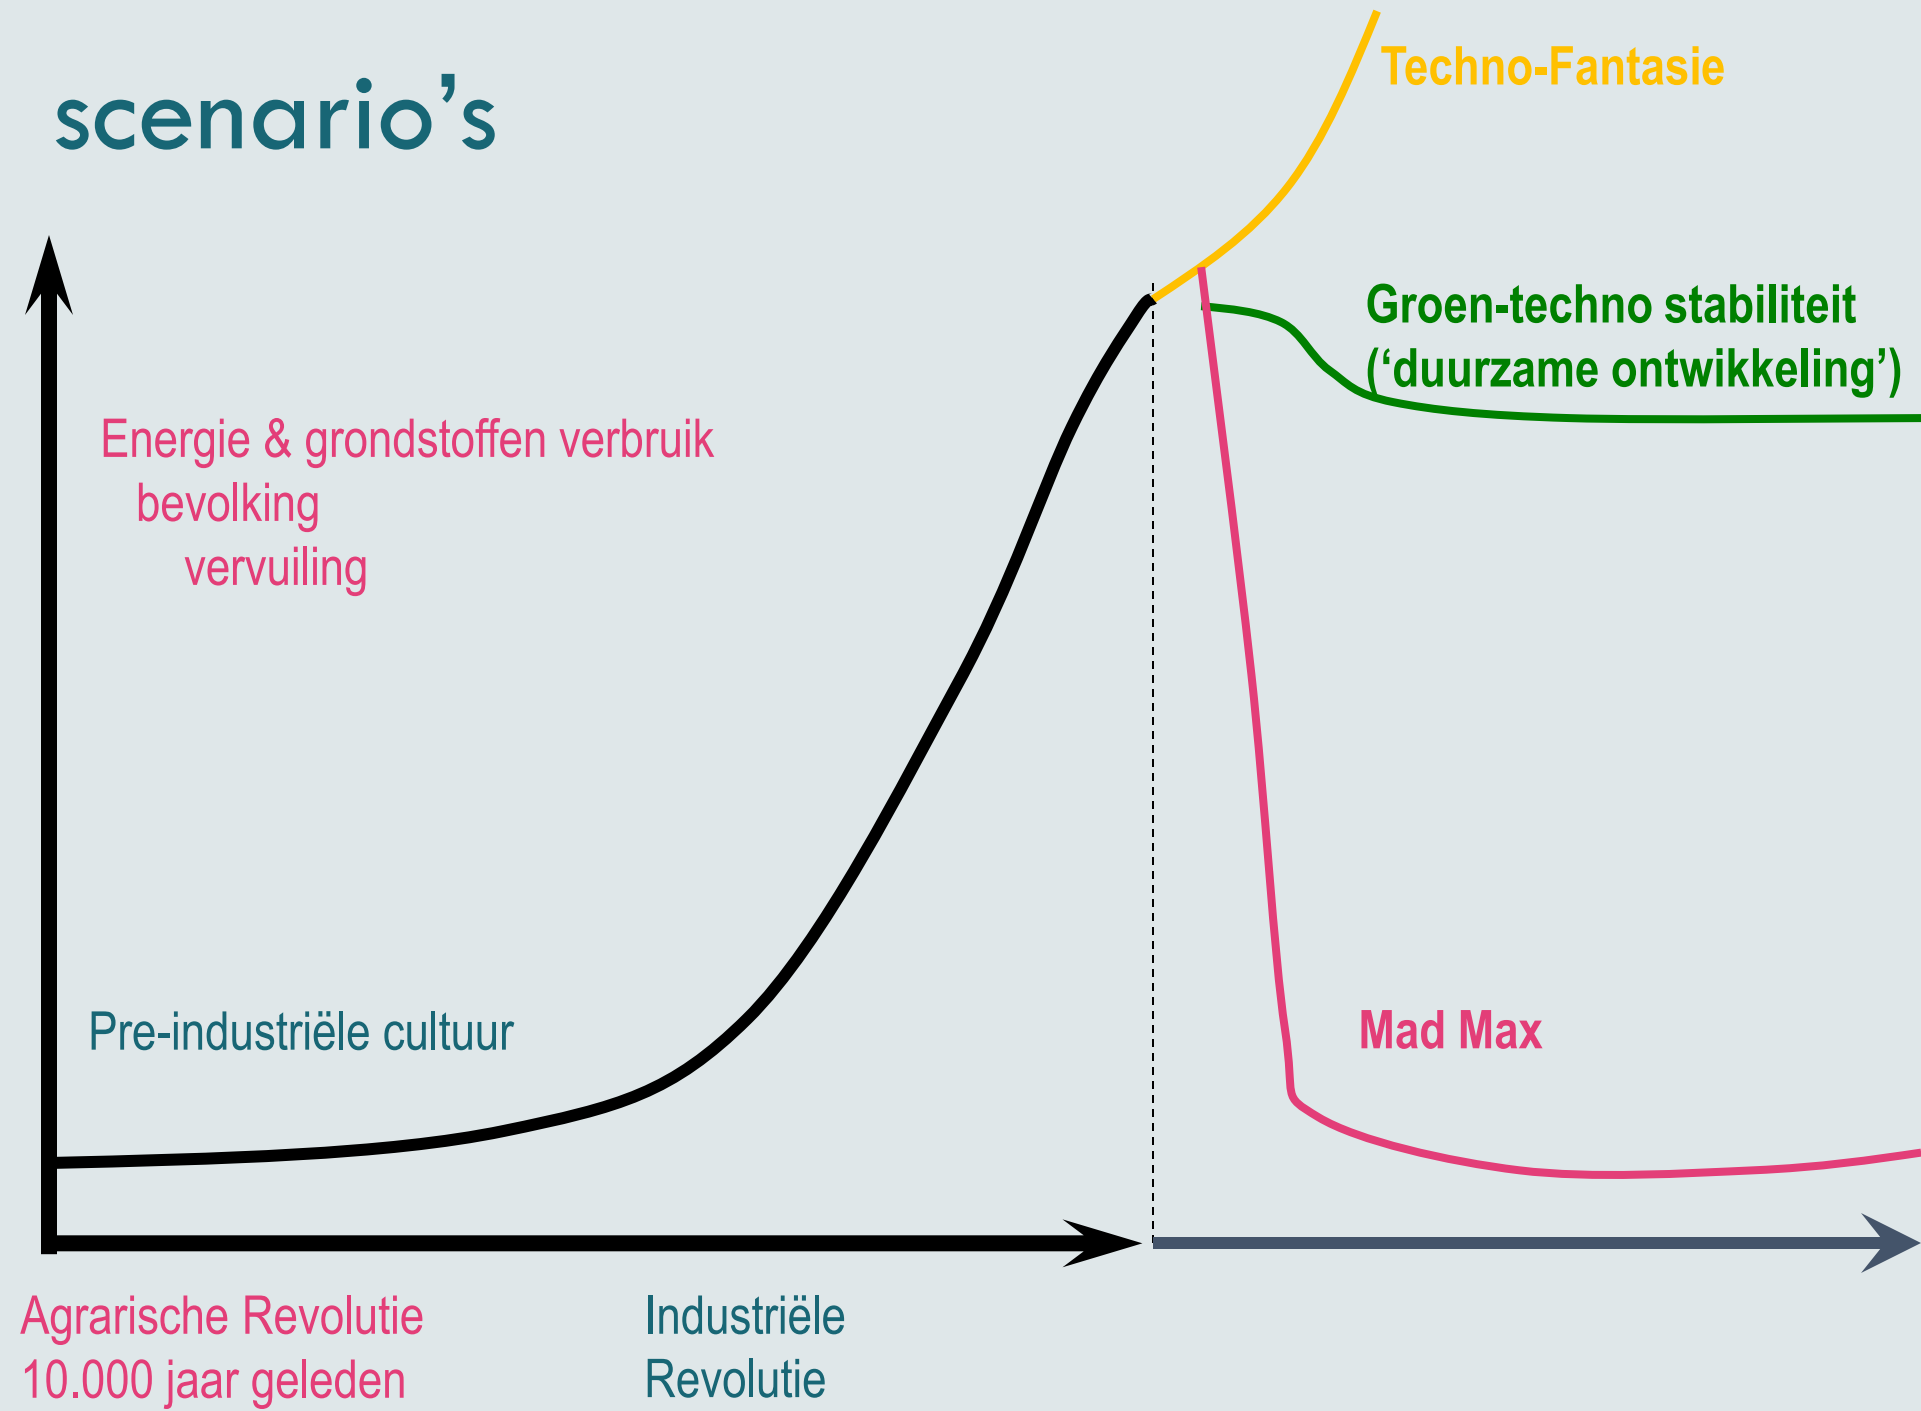 scenario’s
Techno-Fantasie
Groen-techno stabiliteit
(‘duurzame ontwikkeling’)
Energie & grondstoffen verbruik
bevolking
vervuiling
Pre-industriële cultuur
Mad Max
Agrarische Revolutie
10.000 jaar geleden
Industriële
Revolutie